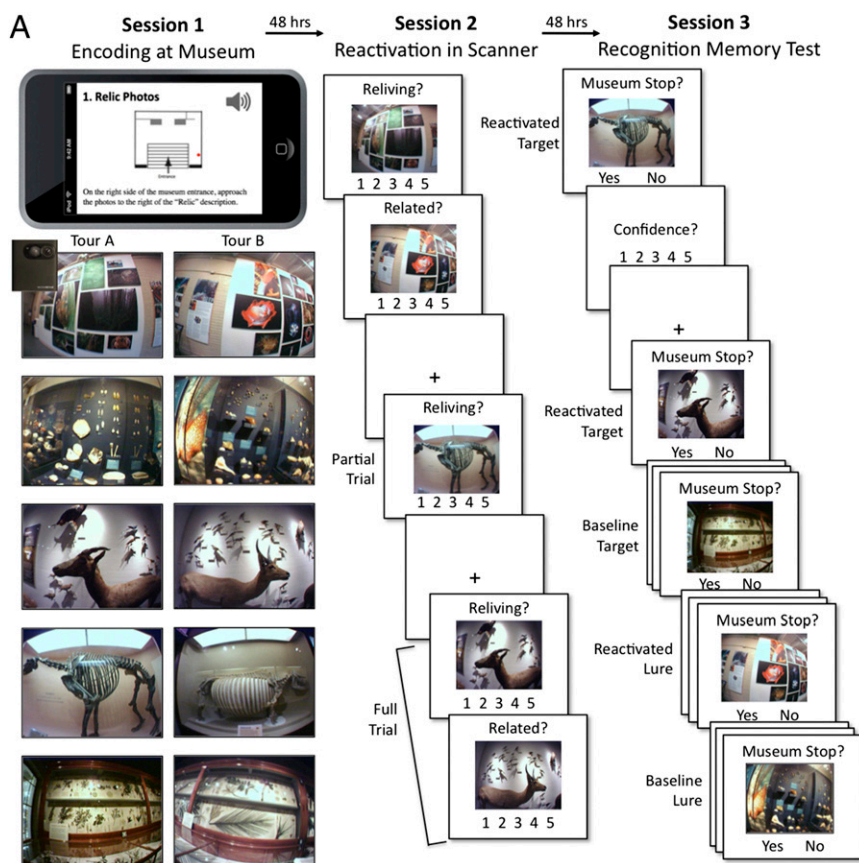 A
Session 1
Encoding at Museum
48 hrs
Session 2
Reactivation in Scanner
48 hrs
Session 3
Recognition Memory Test
1. Relic Photos
Entrance
On the right side of the museum entrance, approach
the photos to the right of the “Relic” description.
iPod
9:42 AM
Tour A
Tour B
Reliving?
1 2 3 4 5
Related?
1 2 3 4 5
+
Partial
Trial
Reliving?
1 2 3 4 5
+
Full
Trial
Reliving?
1 2 3 4 5
Related?
1 2 3 4 5
Reactivated
Target
Museum Stop?
Yes No
Confidence?
1 2 3 4 5
+
Reactivated
Target
Museum Stop?
Yes No
Baseline
Target
Museum Stop?
Yes No
Reactivated
Lure
Museum Stop?
Yes No
Baseline
Lure
Museum Stop?
Yes No